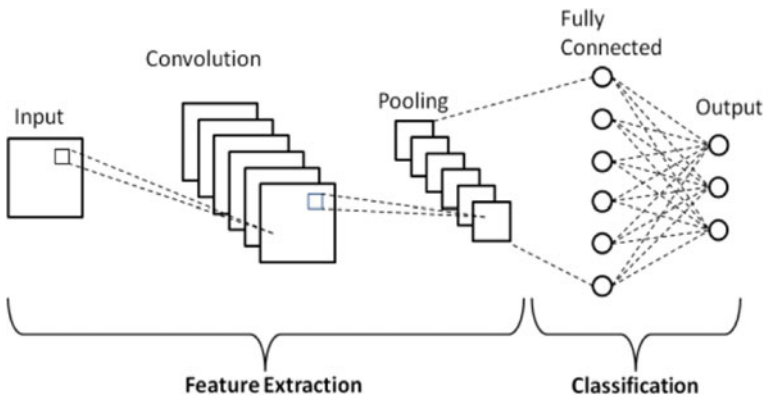 Fully
Connected
Convolution
Pooling
Output
Input
Feature Extraction
Classification